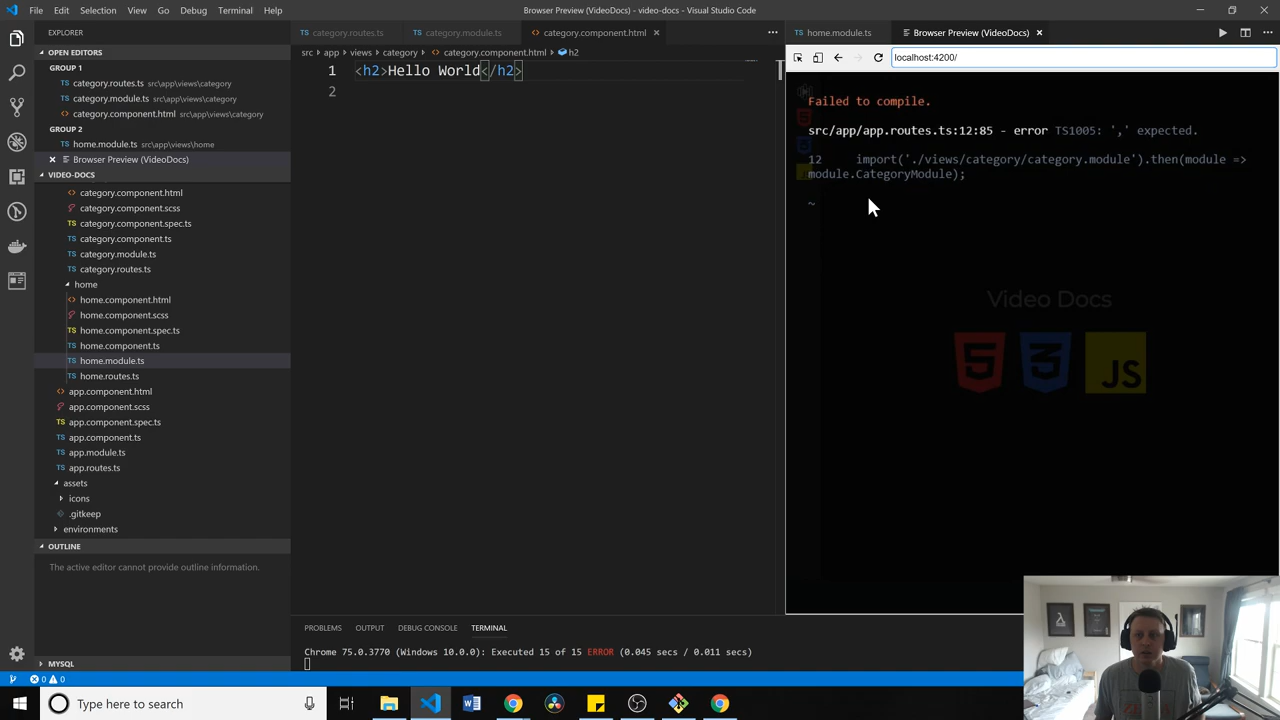 File Edit Selection View Go Debug Terminal Help
Browser Preview (VideoDocs) - video-docs - Visual Studio Code
EXPLORER
OPEN EDITORS
GROUP 1
category.routes.ts src\app\views\category
category.module.ts src\app\views\category
category.component.html src\app\views\category
GROUP 2
home.module.ts src\app\views\home
Browser Preview (VideoDocs)
VIDEO-DOCS
category.component.html
category.component.scss
category.component.spec.ts
category.component.ts
category.module.ts
category.routes.ts
home
home.component.html
home.component.scss
home.component.spec.ts
home.component.ts
home.module.ts
home.routes.ts
app.component.html
app.component.scss
app.component.spec.ts
app.component.ts
app.module.ts
app.routes.ts
assets
icons
.gitkeep
environments
OUTLINE
The active editor cannot provide outline information.
MYSQL
TS category.routes.ts TS category.module.ts <> category.component.html
src > app > views > category > <> category.component.html > h2
1 <h2>Hello World</h2>
2
TS home.module.ts Browser Preview (VideoDocs)
localhost:4200/
Failed to compile.
src/app/app.routes.ts:12:85 - error TS1005: ',' expected.
12 import('./views/category/category.module').then(module =>
module.CategoryModule);
~
Video Docs
5 3 JS
PROBLEMS OUTPUT DEBUG CONSOLE TERMINAL
Chrome 75.0.3770 (Windows 10.0.0): Executed 15 of 15 ERROR (0.045 secs / 0.011 secs)
0 0
Type here to search